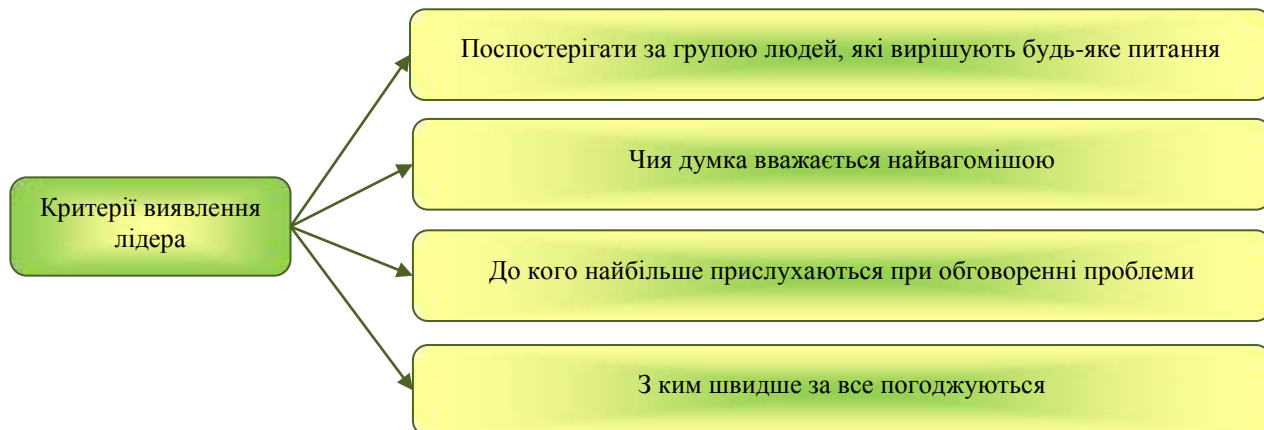 Поспостерігати за групою людей, які вирішують будь-яке питання
Чия думка вважається найвагомішою
Критерії виявлення
лідера
До кого найбільше прислухаються при обговоренні проблеми
З ким швидше за все погоджуються